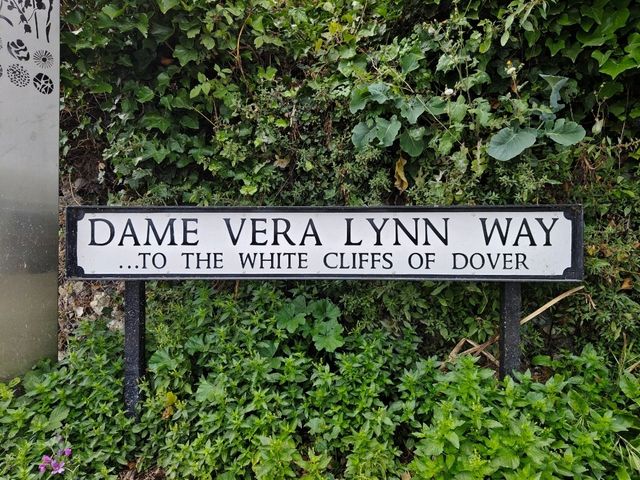 DAME VERA LYNN WAY
...TO THE WHITE CLIFFS OF DOVER